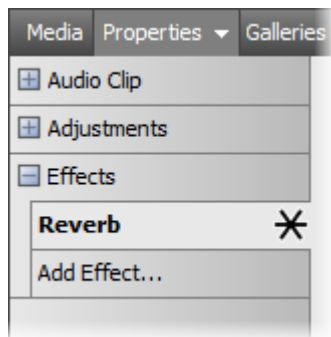 Media Properties Galleries
Audio Clip
Adjustments
Effects
Reverb
Add Effect...